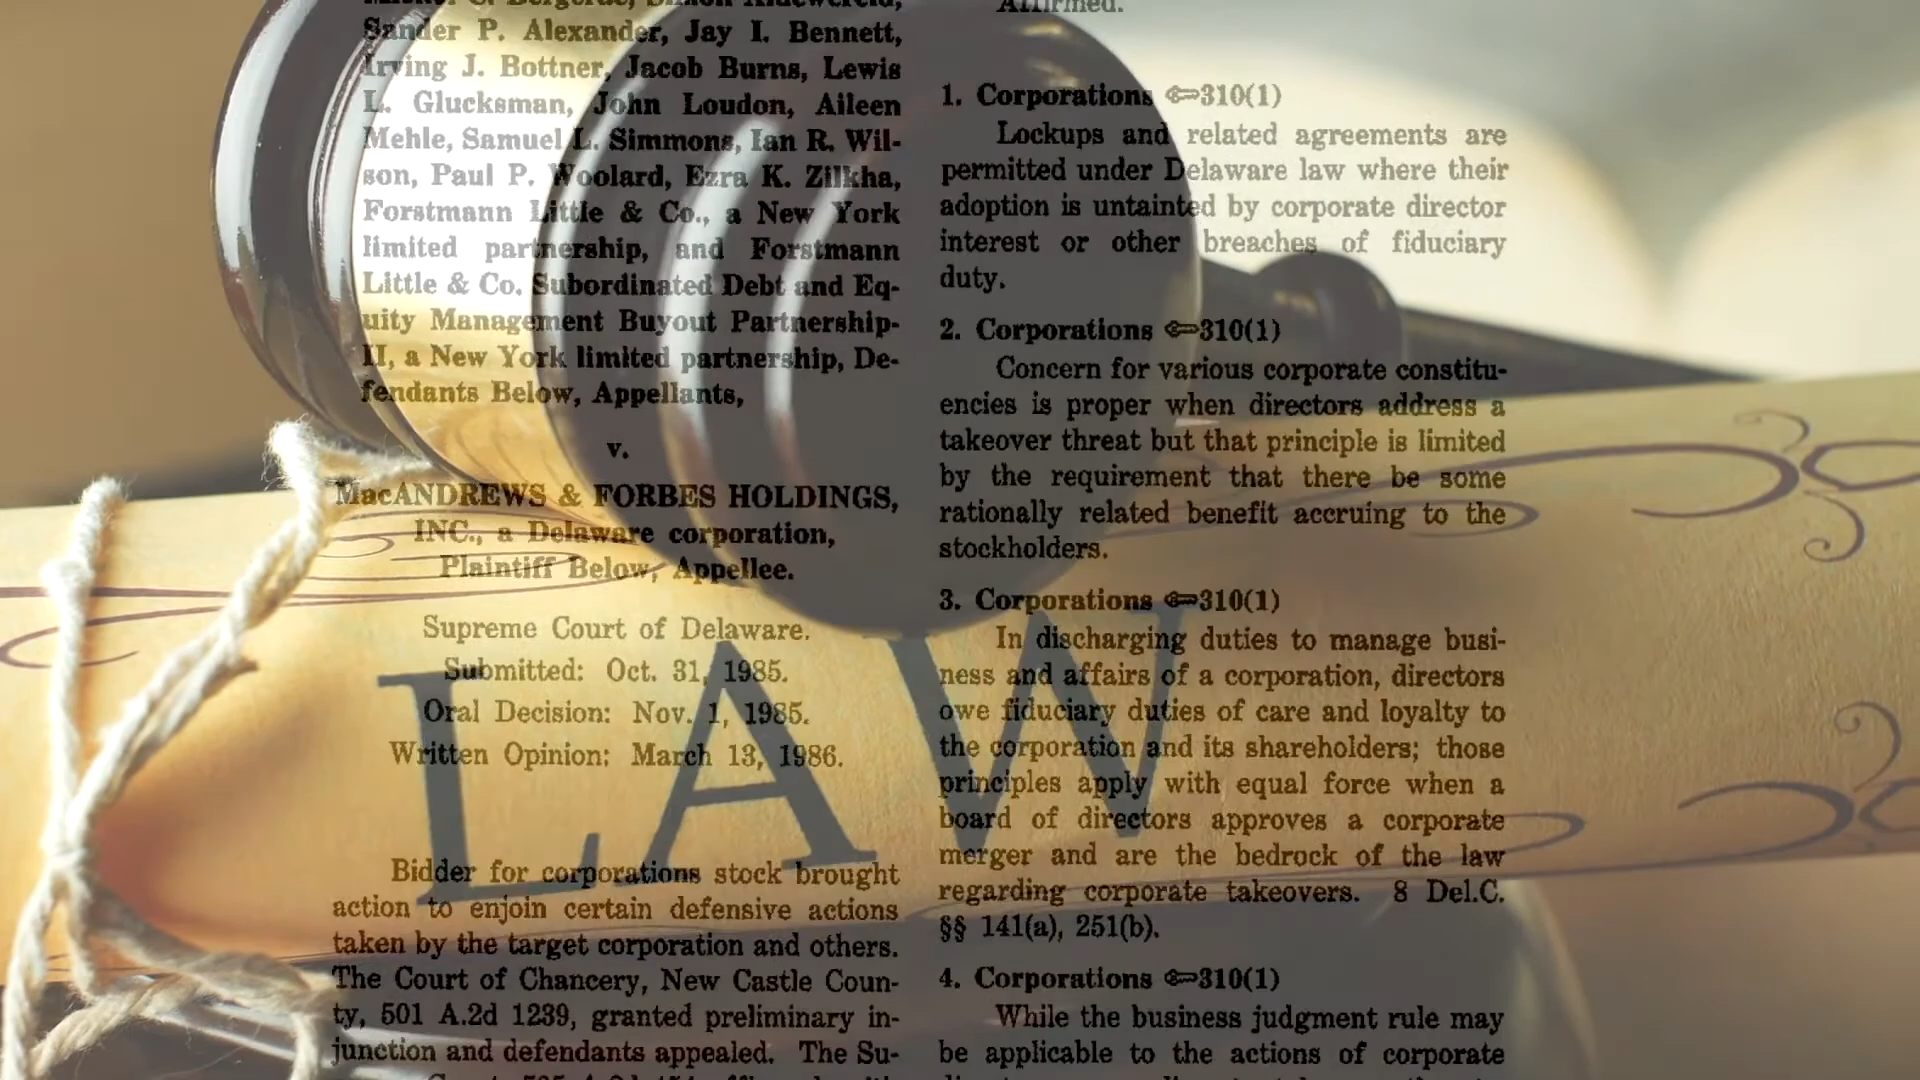 Sander P. Alexander, Jay I. Bennett,
Irving J. Bottner, Jacob Burns, Lewis
L. Glucksman, John Loudon, Aileen
Mehle, Samuel L. Simmons, Ian R. Wil-
son, Paul P. Woolard, Ezra K. Zilkha,
Forstmann Little & Co., a New York
limited partnership, and Forstmann
Little & Co. Subordinated Debt and Eq-
uity Management Buyout Partnership-
II, a New York limited partnership, De-
fendants Below, Appellants,
v.
MacANDREWS & FORBES HOLDINGS,
INC., a Delaware corporation,
Plaintiff Below, Appellee.
Supreme Court of Delaware.
Submitted: Oct. 31, 1985.
Oral Decision: Nov. 1, 1985.
Written Opinion: March 13, 1986.
Bidder for corporations stock brought
action to enjoin certain defensive actions
taken by the target corporation and others.
The Court of Chancery, New Castle Coun-
ty, 501 A.2d 1239, granted preliminary in-
junction and defendants appealed. The Su-
Affirmed.
1. Corporations 310(1)
Lockups and related agreements are
permitted under Delaware law where their
adoption is untainted by corporate director
interest or other breaches of fiduciary
duty.
2. Corporations 310(1)
Concern for various corporate constitu-
encies is proper when directors address a
takeover threat but that principle is limited
by the requirement that there be some
rationally related benefit accruing to the
stockholders.
3. Corporations 310(1)
In discharging duties to manage busi-
ness and affairs of a corporation, directors
owe fiduciary duties of care and loyalty to
the corporation and its shareholders; those
principles apply with equal force when a
board of directors approves a corporate
merger and are the bedrock of the law
regarding corporate takeovers. 8 Del.C.
§§ 141(a), 251(b).
4. Corporations 310(1)
While the business judgment rule may
be applicable to the actions of corporate
LAW